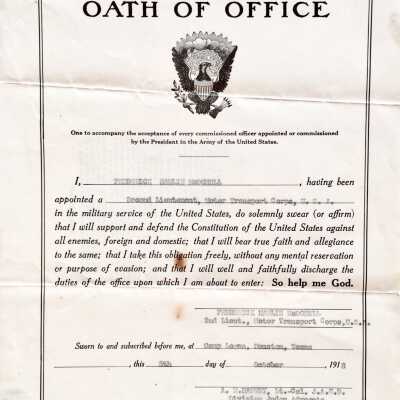 OATH OF OFFICE
One to accompany the acceptance of every commissioned officer appointed or commissioned
by the President in the Army of the United States.
I, FREDERICK , having been
appointed a Second Lieutenant, Motor Transport Corps, U. S. A.
in the military service of the United States, do solemnly swear (or affirm)
that I will support and defend the Constitution of the United States against
all enemies, foreign and domestic; that I will bear true faith and allegiance
to the same; that I take this obligation freely, without any mental reservation
or purpose of evasion; and that I will well and faithfully discharge the
duties of the office upon which I am about to enter: So help me God.
FREDERICK
2nd Lieut., Motor Transport Corps, U.S.A.
Sworn to and subscribed before me, at Camp Logan, Houston, Texas
, this 5th day of October , 1918
Lt.-Col. J.A.G.D.
Division Judge Advocate